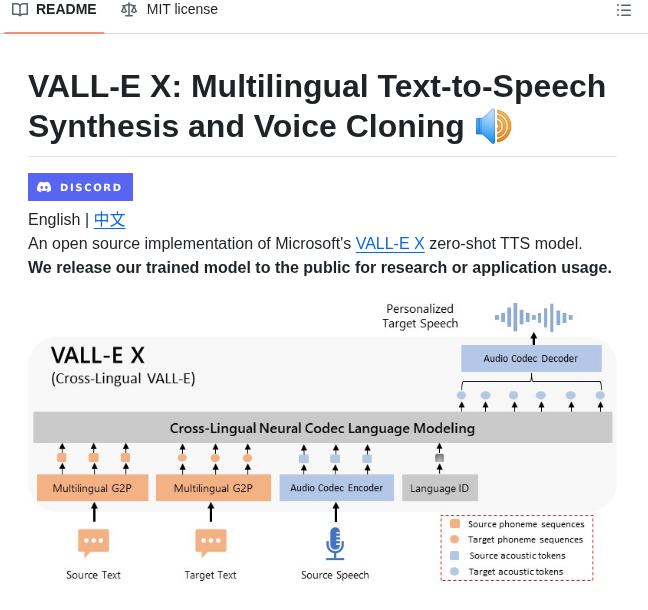 README MIT license
VALL-E X: Multilingual Text-to-Speech
Synthesis and Voice Cloning
DISCORD
English | 中文
An open source implementation of Microsoft's VALL-E X zero-shot TTS model.
We release our trained model to the public for research or application usage.
Personalized
Target Speech
VALL-E X
(Cross-Lingual VALL-E)
Audio Codec Decoder
Cross-Lingual Neural Codec Language Modeling
Multilingual G2P Multilingual G2P Audio Codec Encoder Language ID
Source phoneme sequences
Target phoneme sequences
Source acoustic tokens
Target acoustic tokens
Source Text Target Text Source Speech